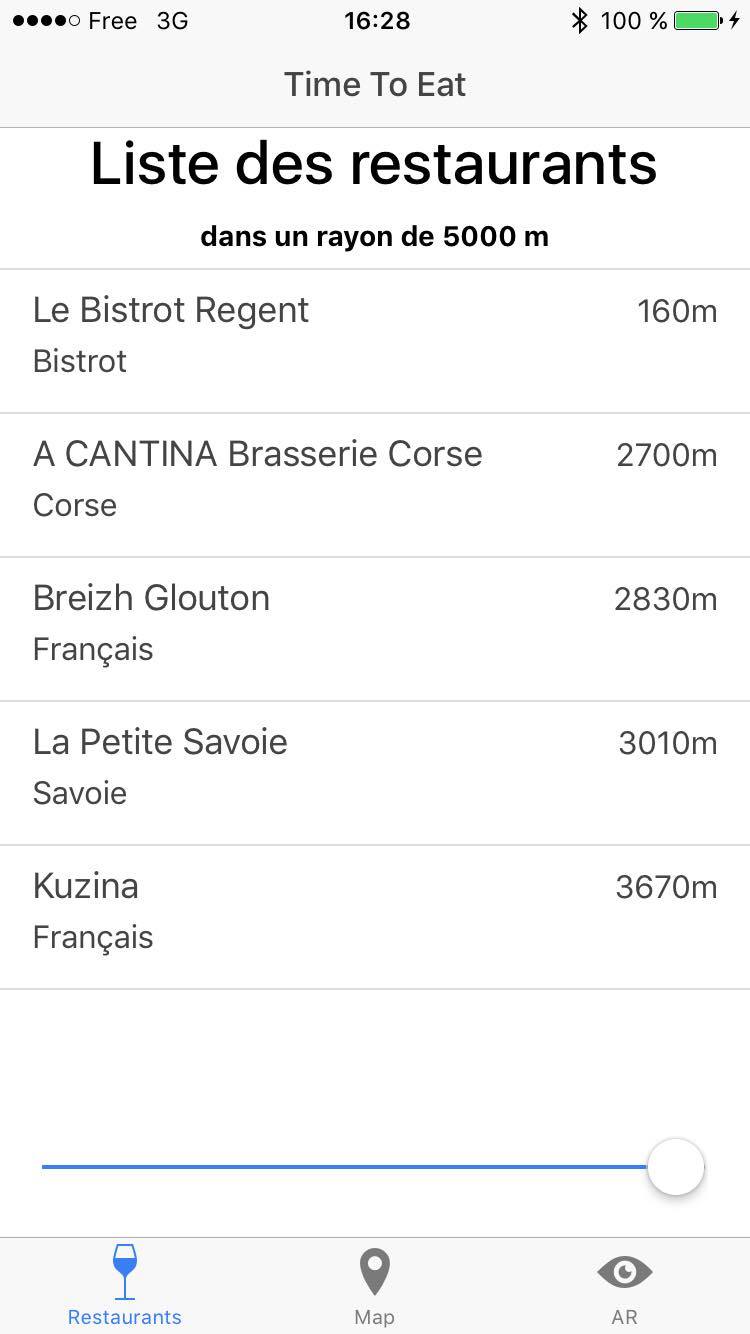 Free 3G 16:28 100 %
Time To Eat
Liste des restaurants
dans un rayon de 5000 m
Le Bistrot Regent 160m
Bistrot
A CANTINA Brasserie Corse 2700m
Corse
Breizh Glouton 2830m
Français
La Petite Savoie 3010m
Savoie
Kuzina 3670m
Français
Restaurants Map AR